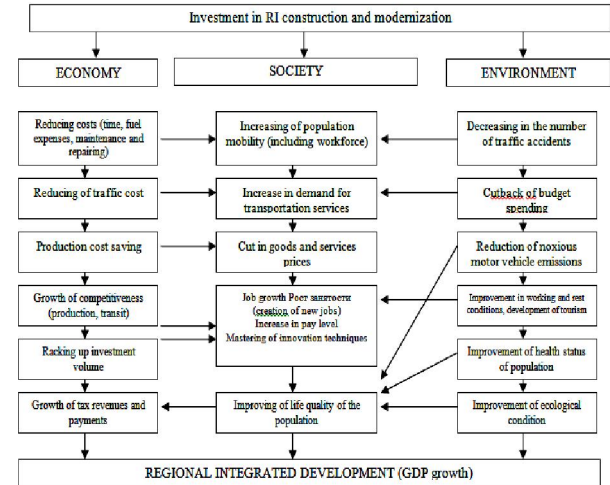 Investment in RI construction and modernization
ECONOMY
SOCIETY
ENVIRONMENT
Reducing costs (time, fuel
expenses, maintenance and
repairing)
Increasing of population
mobility (including workforce)
Decreasing in the number
of traffic accidents
Reducing of traffic cost
Increase in demand for
transportation services
Cutback of budget
spending
Production cost saving
Cut in goods and services
prices
Reduction of noxious
motor vehicle emissions
Growth of competitiveness
(production, transit)
Job growth Рост занятости
(creation of new jobs)
Increase in pay level
Mastering of innovation techniques
Improvement in working and rest
conditions, development of tourism
Racking up investment
volume
Improvement of health status
of population
Growth of tax revenues and
payments
Improving of life quality of the
population
Improvement of ecological
condition
REGIONAL INTEGRATED DEVELOPMENT (GDP growth)